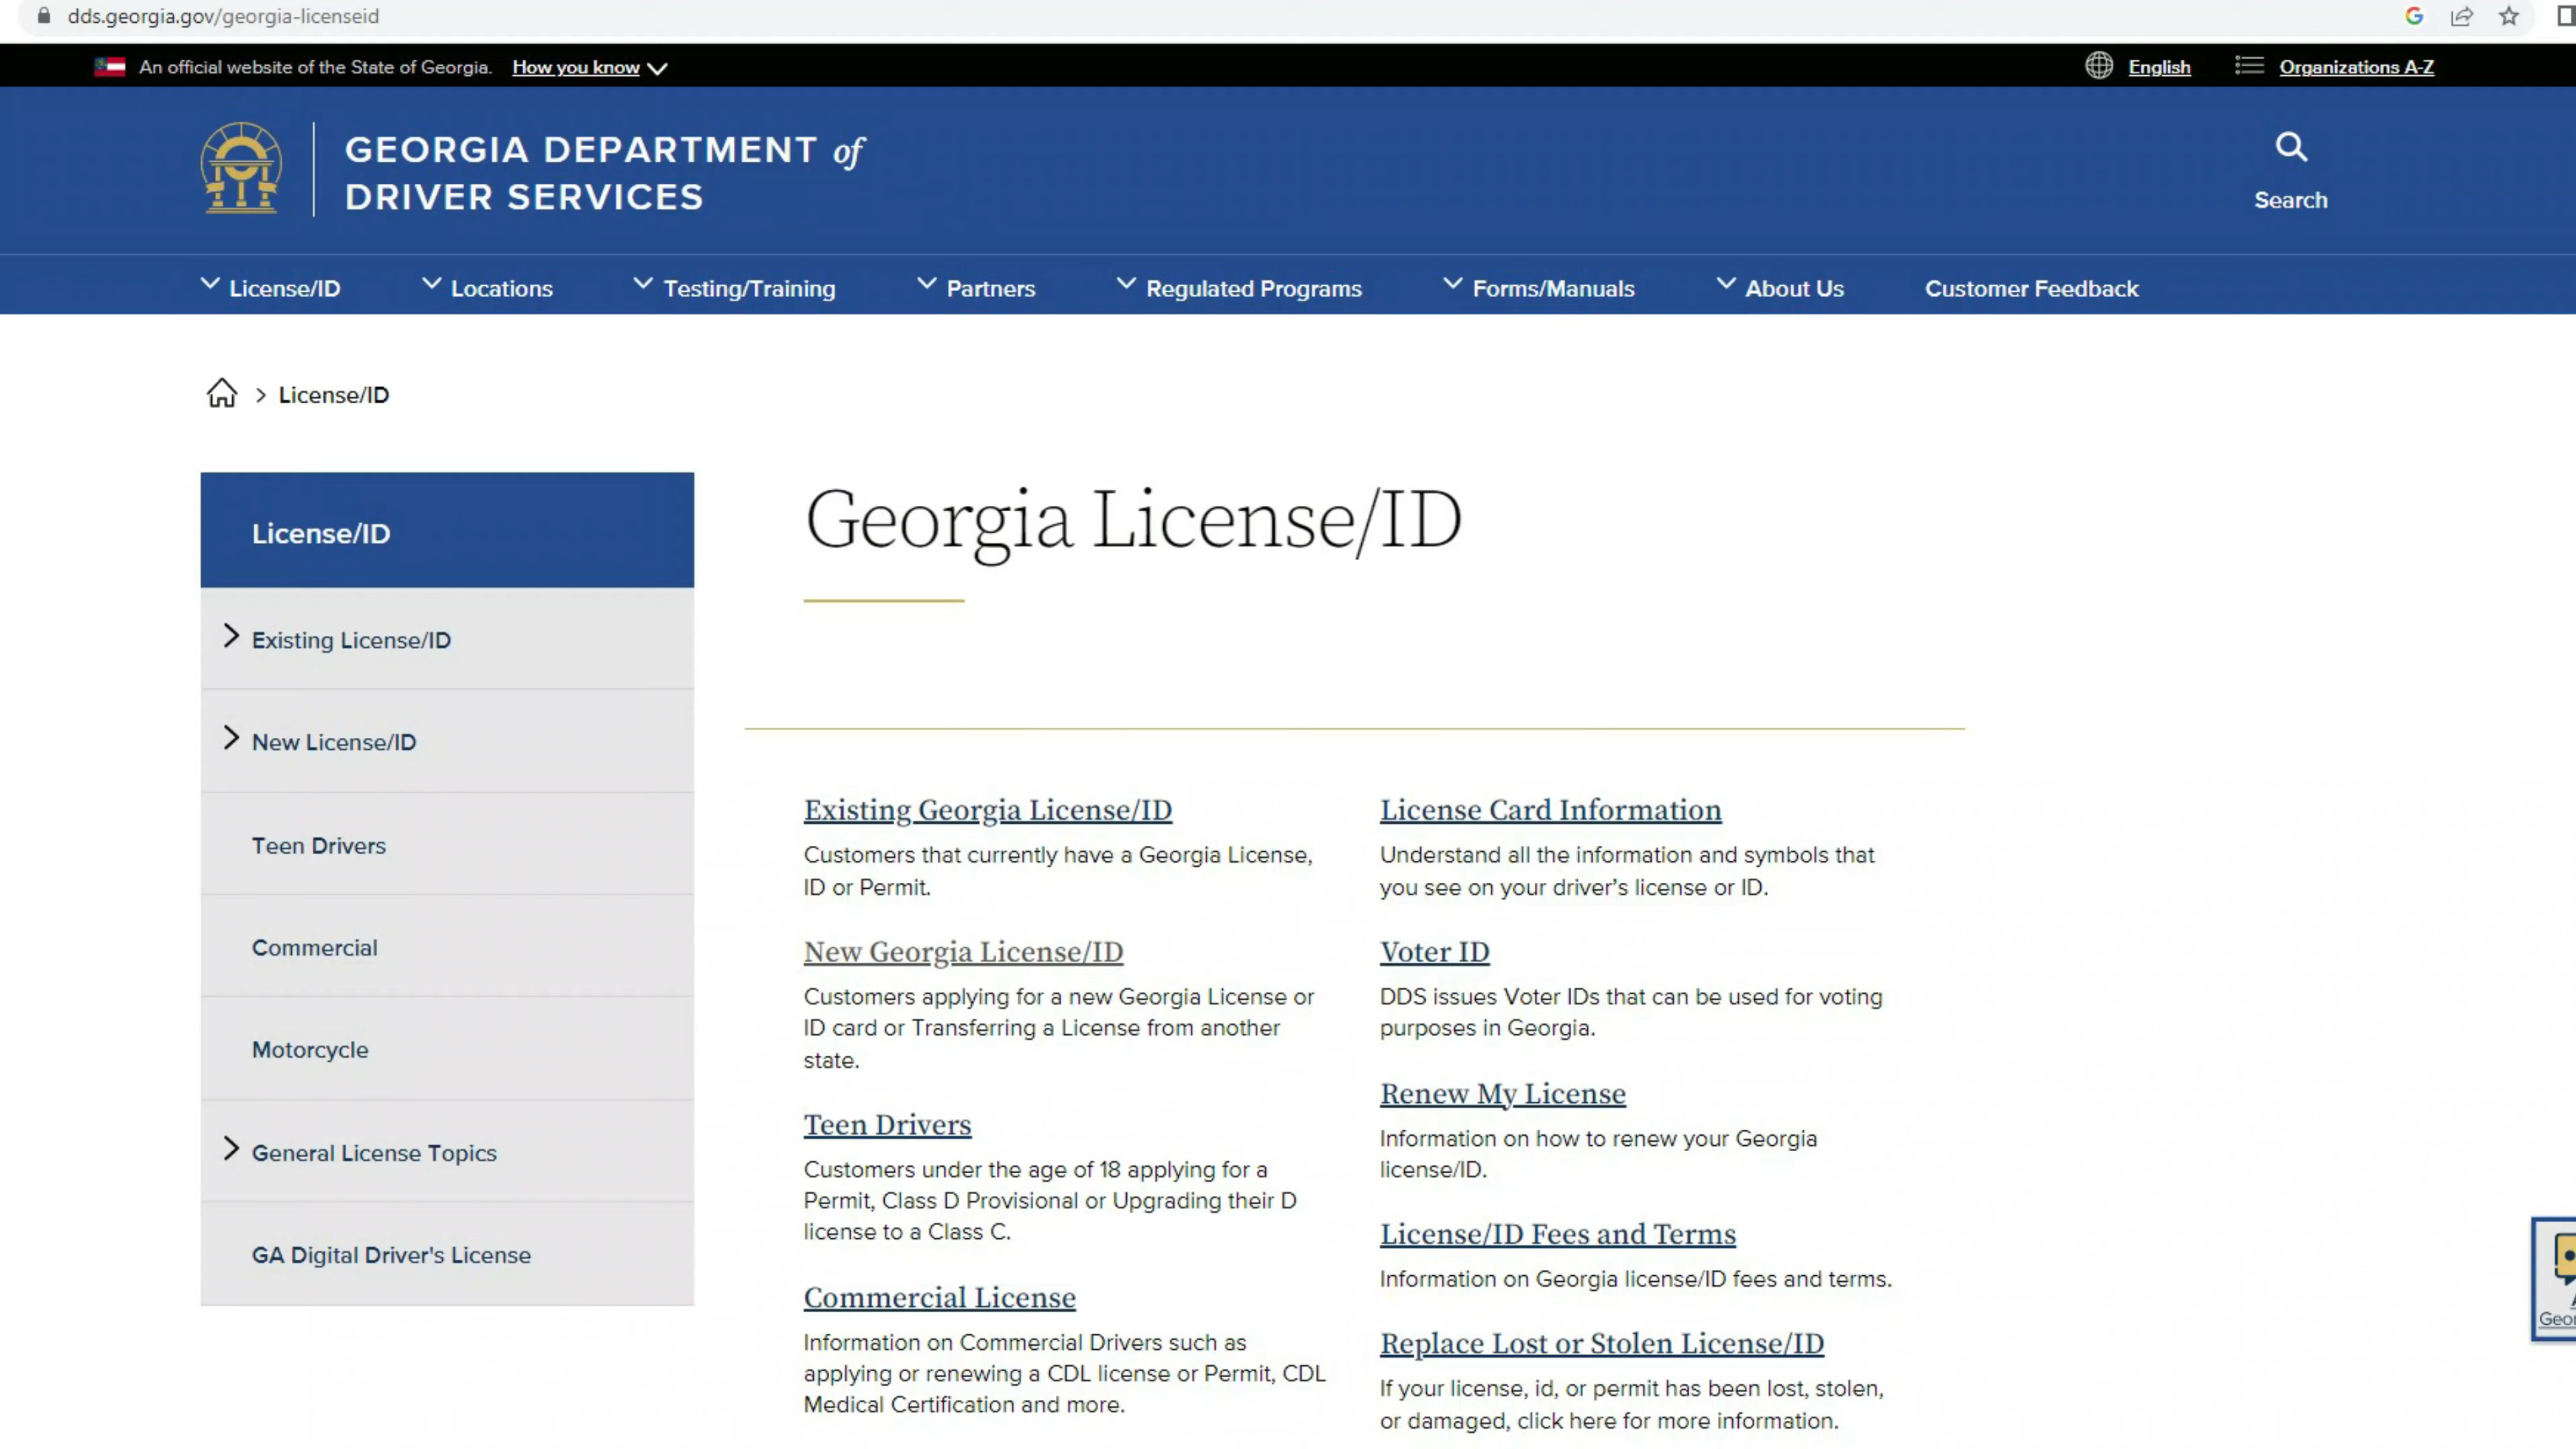 dds.georgia.gov/georgia-licenseid
An official website of the State of Georgia. How you know
English
Organizations A-Z
GEORGIA DEPARTMENT of
DRIVER SERVICES
Search
License/ID
Locations
Testing/Training
Partners
Regulated Programs
Forms/Manuals
About Us
Customer Feedback
> License/ID
License/ID
Existing License/ID
New License/ID
Teen Drivers
Commercial
Motorcycle
General License Topics
GA Digital Driver's License
Georgia License/ID
Existing Georgia License/ID
Customers that currently have a Georgia License,
ID or Permit.
New Georgia License/ID
Customers applying for a new Georgia License or
ID card or Transferring a License from another
state.
Teen Drivers
Customers under the age of 18 applying for a
Permit, Class D Provisional or Upgrading their D
license to a Class C.
Commercial License
Information on Commercial Drivers such as
applying or renewing a CDL license or Permit, CDL
Medical Certification and more.
License Card Information
Understand all the information and symbols that
you see on your driver's license or ID.
Voter ID
DDS issues Voter IDs that can be used for voting
purposes in Georgia.
Renew My License
Information on how to renew your Georgia
license/ID.
License/ID Fees and Terms
Information on Georgia license/ID fees and terms.
Replace Lost or Stolen License/ID
If your license, id, or permit has been lost, stolen,
or damaged, click here for more information.